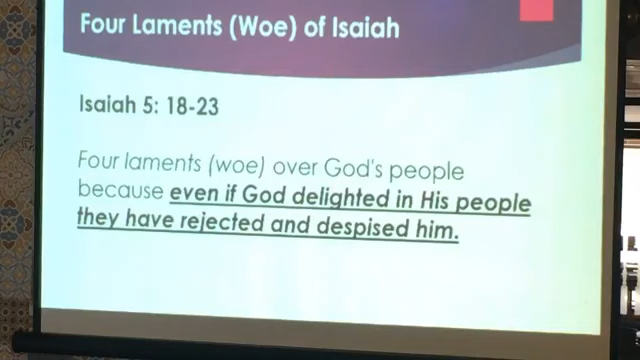 Four Laments (Woe) of Isaiah
Isaiah 5: 18-23
Four laments (woe) over God's people
because even if God delighted in His people
they have rejected and despised him.